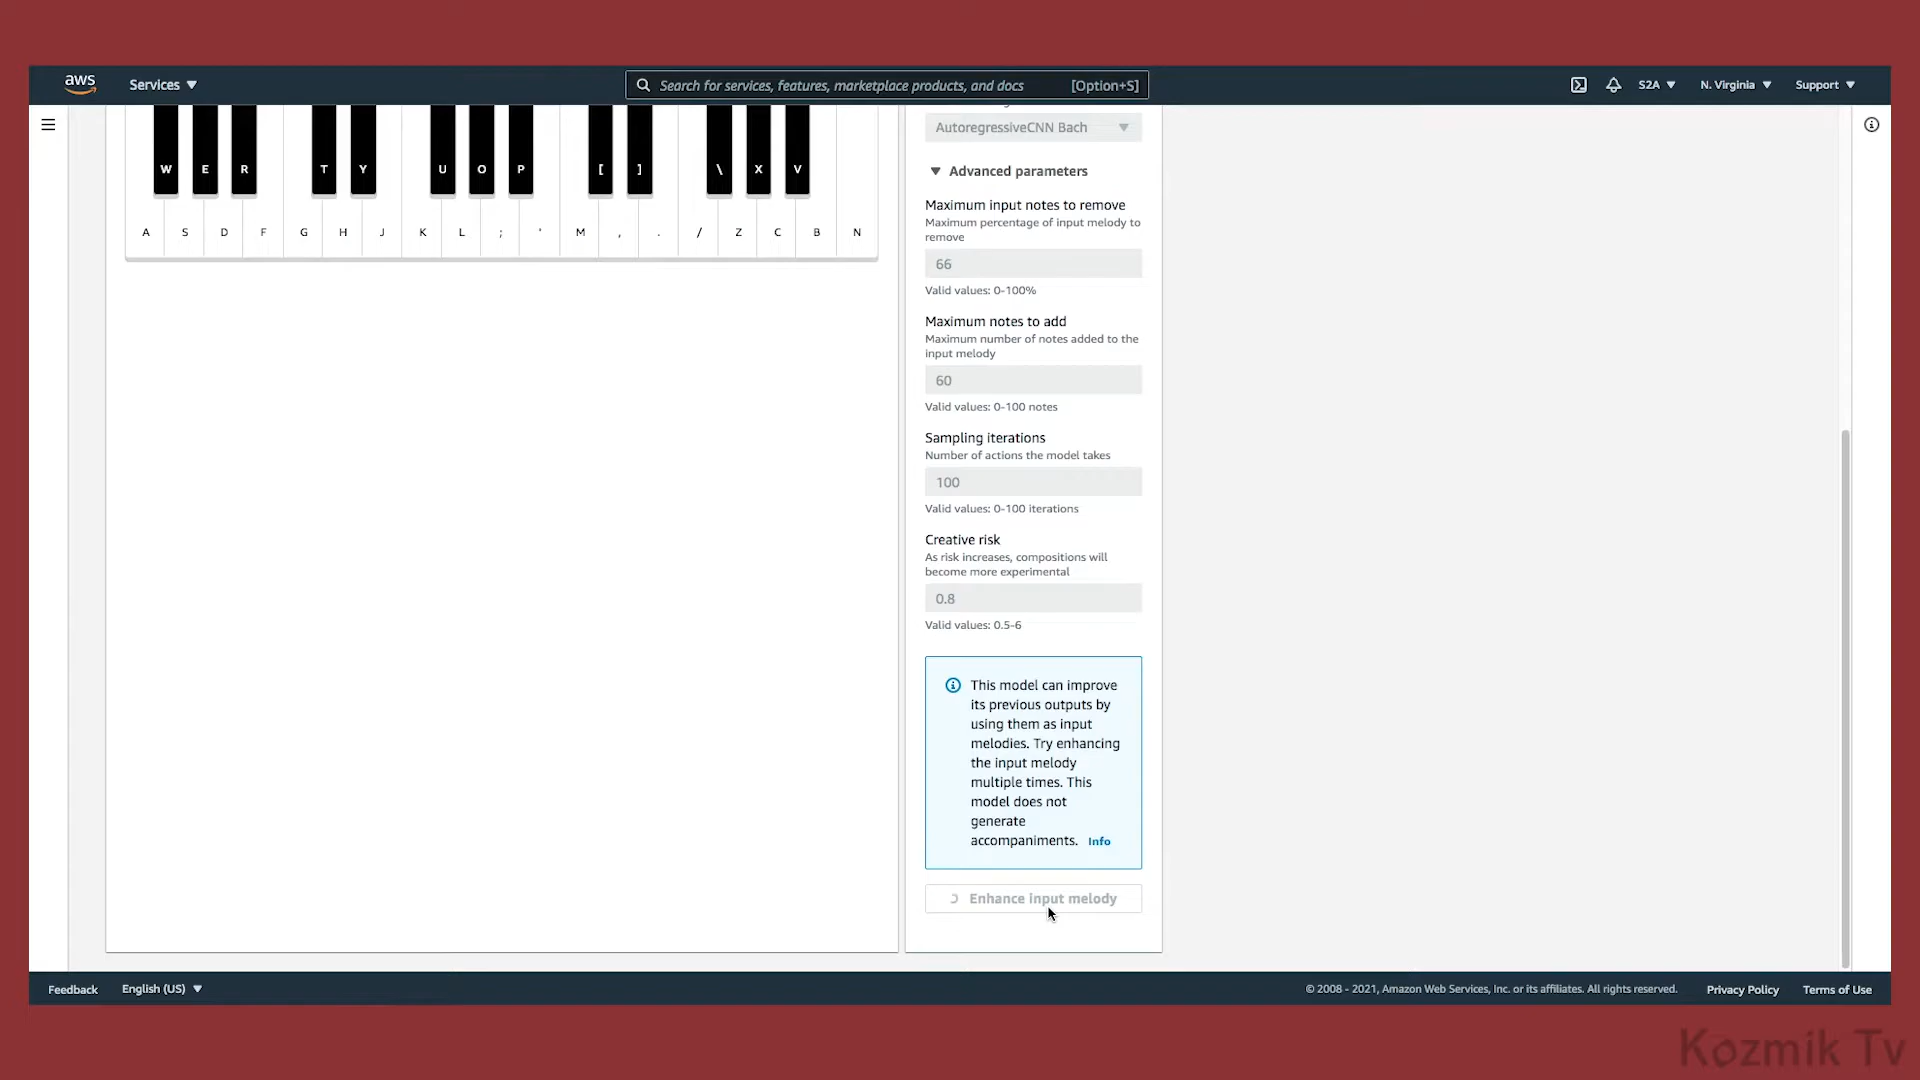 aws
Services
Search for services, features, marketplace products, and docs [Option+S]
S2A
N. Virginia
Support
W E R T Y U O P [ ] \ X V
A S D F G H J K L ; ' M , . / Z C B N
AutoregressiveCNN Bach
Advanced parameters
Maximum input notes to remove
Maximum percentage of input melody to
remove
66
Valid values: 0-100%
Maximum notes to add
Maximum number of notes added to the
input melody
60
Valid values: 0-100 notes
Sampling iterations
Number of actions the model takes
100
Valid values: 0-100 iterations
Creative risk
As risk increases, compositions will
become more experimental
0.8
Valid values: 0.5-6
This model can improve
its previous outputs by
using them as input
melodies. Try enhancing
the input melody
multiple times. This
model does not
generate
accompaniments. Info
Enhance input melody
Feedback
English (US)
© 2008 - 2021, Amazon Web Services, Inc. or its affiliates. All rights reserved.
Privacy Policy
Terms of Use
Kozmik Tv